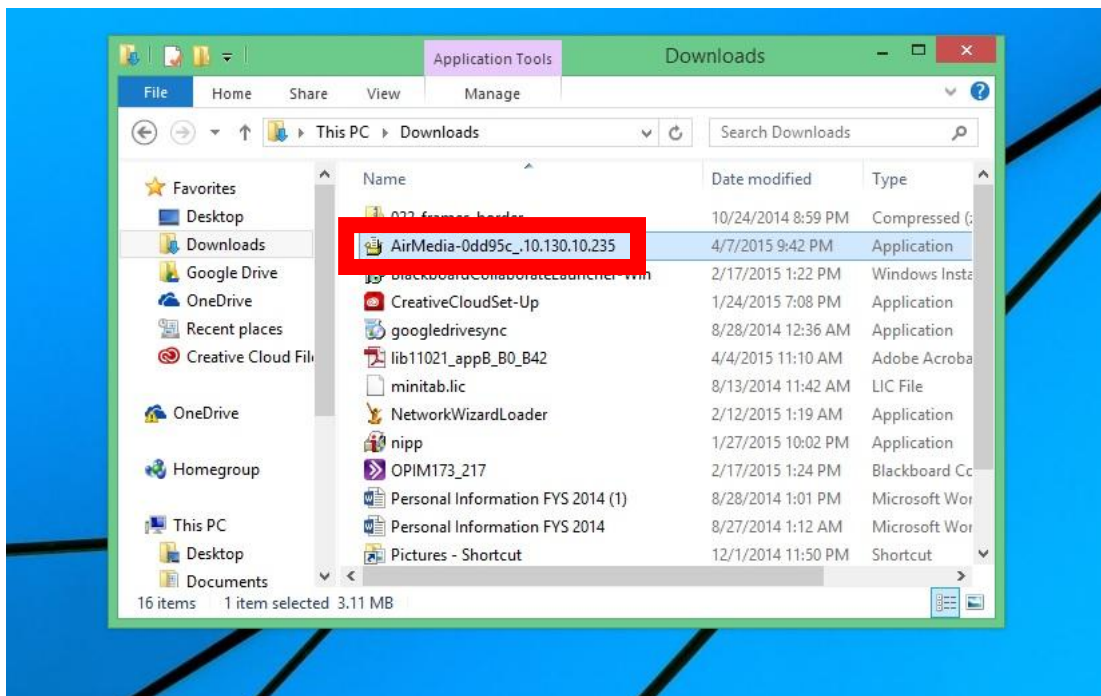 Application Tools Downloads
File Home Share View Manage
This PC Downloads Search Downloads
Name Date modified Type
Favorites
Desktop
Downloads
Google Drive
OneDrive
Recent places
Creative Cloud Fil
OneDrive
Homegroup
This PC
Desktop
Documents
022-frames-border 10/24/2014 8:59 PM Compressed (z
AirMedia-0dd95c_.10.130.10.235 4/7/2015 9:42 PM Application
BlackboardCollaborateLauncher-Win 2/17/2015 1:22 PM Windows Insta
CreativeCloudSet-Up 1/24/2015 7:08 PM Application
googledrivesync 8/28/2014 12:36 AM Application
lib11021_appB_B0_B42 4/4/2015 11:10 AM Adobe Acroba
minitab.lic 8/13/2014 11:42 AM LIC File
NetworkWizardLoader 2/12/2015 1:19 AM Application
nipp 1/27/2015 10:02 PM Application
OPIM173_217 2/17/2015 1:24 PM Blackboard Cc
Personal Information FYS 2014 (1) 8/28/2014 1:01 PM Microsoft Wor
Personal Information FYS 2014 8/27/2014 1:12 AM Microsoft Wor
Pictures - Shortcut 12/1/2014 11:50 PM Shortcut
16 items 1 item selected 3.11 MB